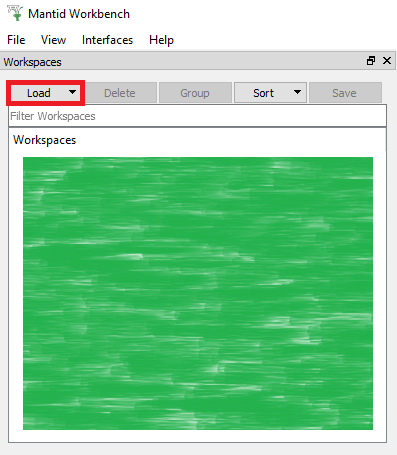 Mantid Workbench
File View Interfaces Help
Workspaces
Load Delete Group Sort Save
Filter Workspaces
Workspaces